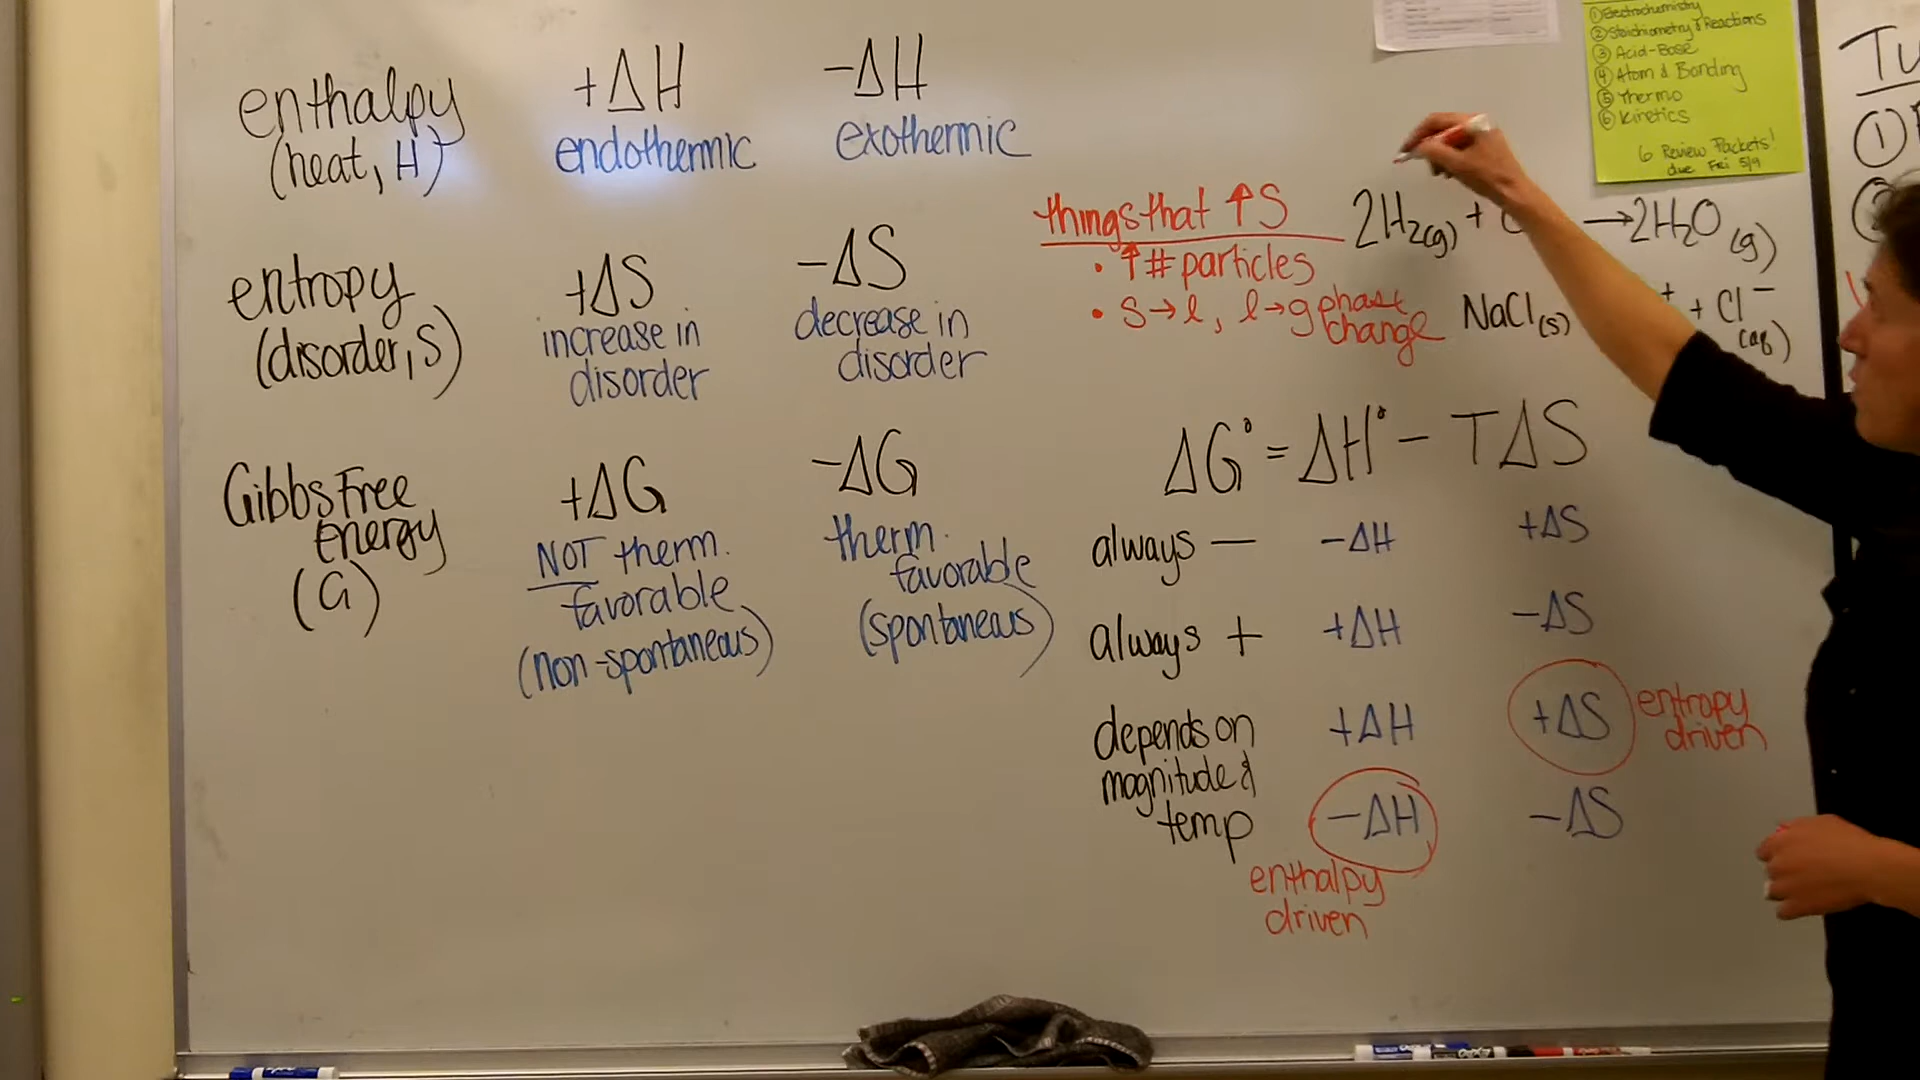 enthalpy
(heat, H)
+ΔH
endothermic
-ΔH
exothermic
entropy
(disorder, S)
+ΔS
increase in
disorder
-ΔS
decrease in
disorder
Gibbs Free
Energy
(G)
+ΔG
NOT therm.
favorable
(non-spontaneous)
-ΔG
therm.
favorable
(spontaneous)
things that ↑S
• ↑# particles
• s→l, l→g phase
change
2H₂(g) + → 2H₂O (g)
NaCl(s) + Cl⁻
(aq)
ΔG° = ΔH° - TΔS
always — -ΔH +ΔS
always + +ΔH -ΔS
depends on
magnitude &
temp
+ΔH +ΔS entropy
driven
-ΔH -ΔS
enthalpy
driven
① Electrochemistry
② Stoichiometry & Reactions
③ Acid-Base
④ Atom & Bonding
⑤ Thermo
⑥ Kinetics
6 Review Packets!
due Fri 5/9
①
②